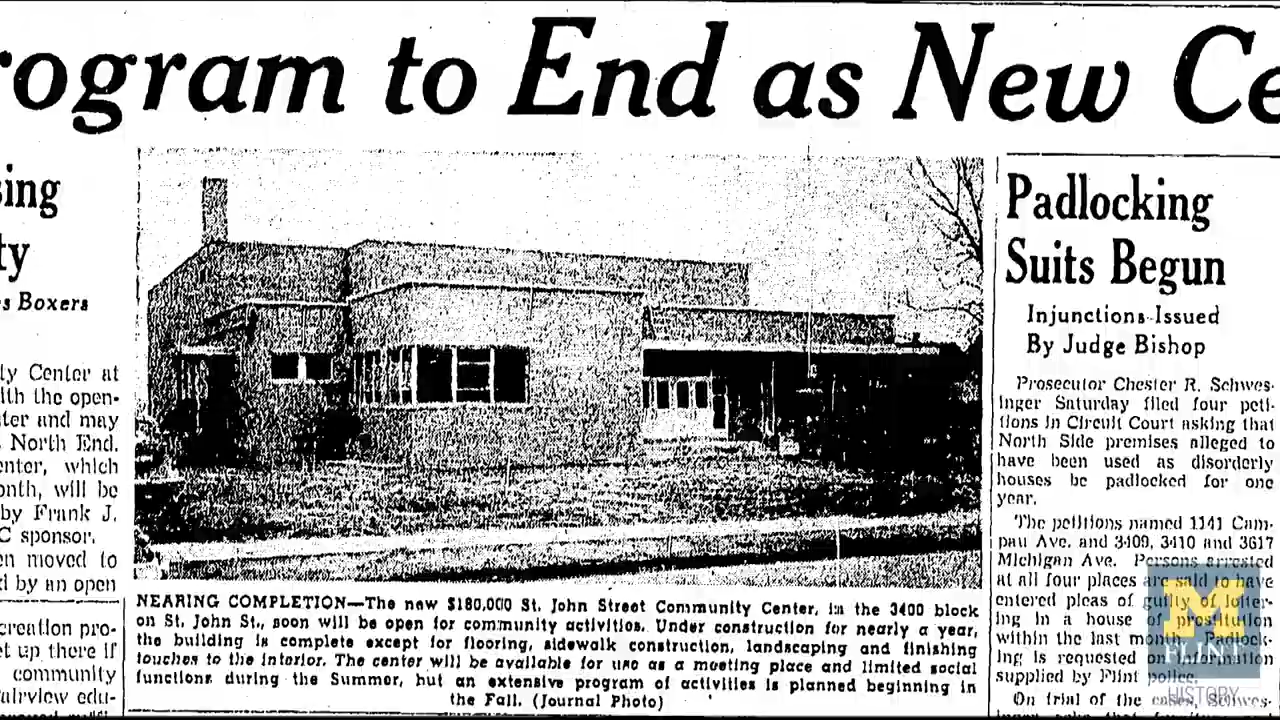 rogram to End as New Ce
sing
ty
s Boxers
ly Center at
ith the open-
ter and may
North End.
enter, which
onth, will be
by Frank J.
C sponsor.
en moved to
d by an open
creation pro-
et up there if
community
airview edu-
NEARING COMPLETION—The new $180,000 St. John Street Community Center, in the 3400 block
on St. John St., soon will be open for community activities. Under construction for nearly a year,
the building is complete except for flooring, sidewalk construction, landscaping and finishing
touches to the interior. The center will be available for use as a meeting place and limited social
functions during the Summer, but an extensive program of activities is planned beginning in
the Fall. (Journal Photo)
Padlocking
Suits Begun
Injunctions Issued
By Judge Bishop
Prosecutor Chester R. Schwes-
inger Saturday filed four peti-
tions in Circuit Court asking that
North Side premises alleged to
have been used as disorderly
houses be padlocked for one
year.
The petitions named 1141 Cam-
pau Ave. and 3409, 3410 and 3617
Michigan Ave. Persons arrested
at all four places are said to have
entered pleas of guilty of loiter-
ing in a house of prostitution
within the last month. Padlock-
ing is requested on information
supplied by Flint police.
On trial of the cases, Schwes-
M
FLINT
HISTORY